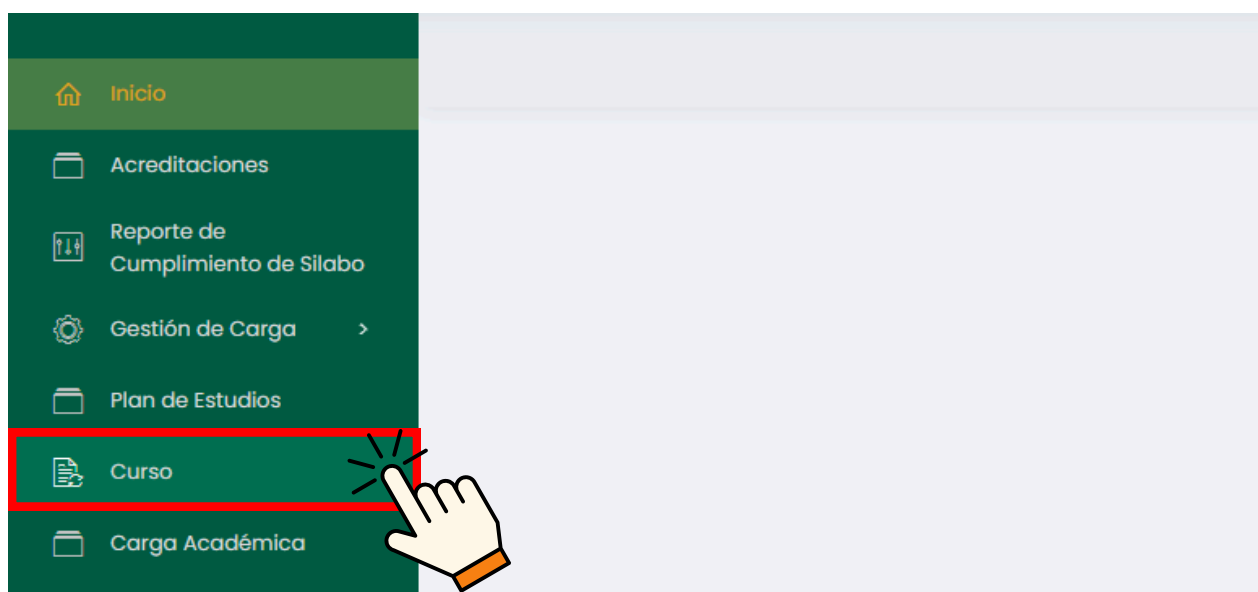 Inicio
Acreditaciones
Reporte de
Cumplimiento de Silabo
Gestión de Carga
Plan de Estudios
Curso
Carga Académica